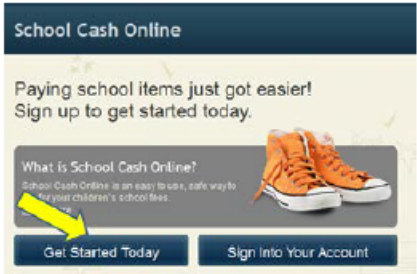 School Cash Online
Paying school items just got easier!
Sign up to get started today.
What is School Cash Online?
School Cash Online is an easy to use, safe way to
for your children's school fees.
Get Started Today
Sign Into Your Account